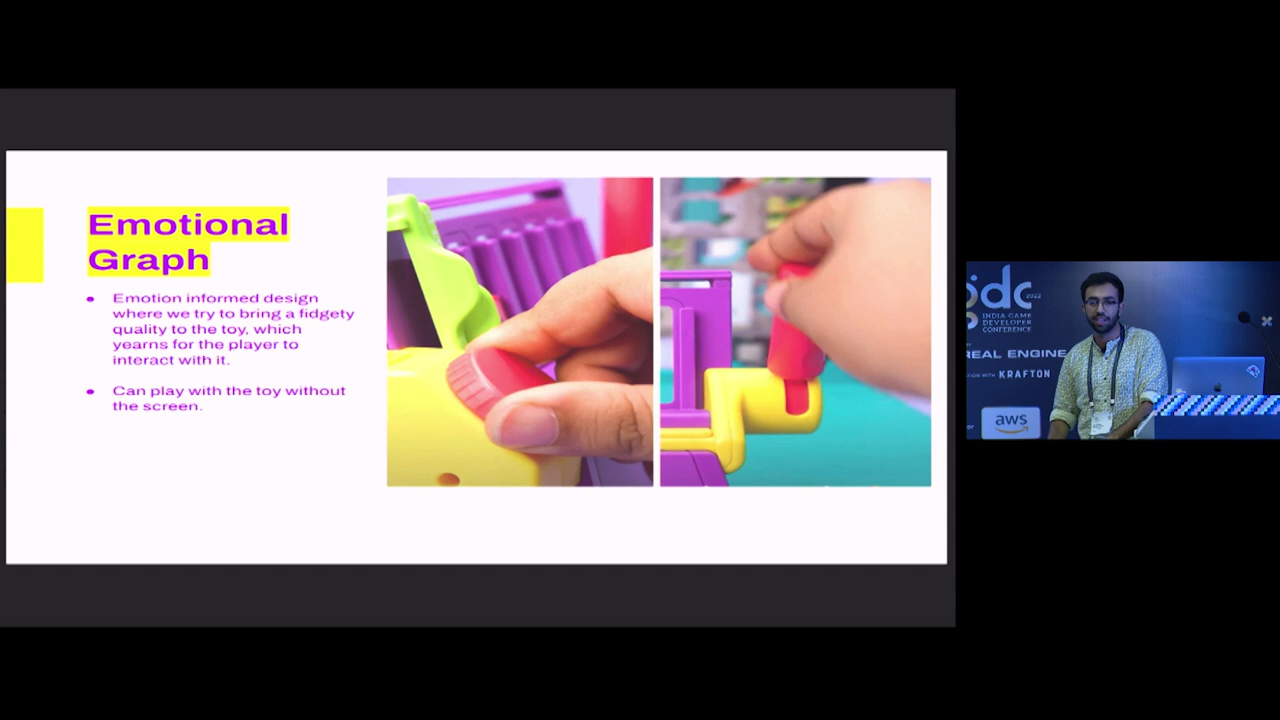 Emotional
Graph
Emotion informed design
where we try to bring a fidgety
quality to the toy, which
yearns for the player to
interact with it.
Can play with the toy without
the screen.
2022
INDIA GAME
DEVELOPER
CONFERENCE
KRAFTON
aws